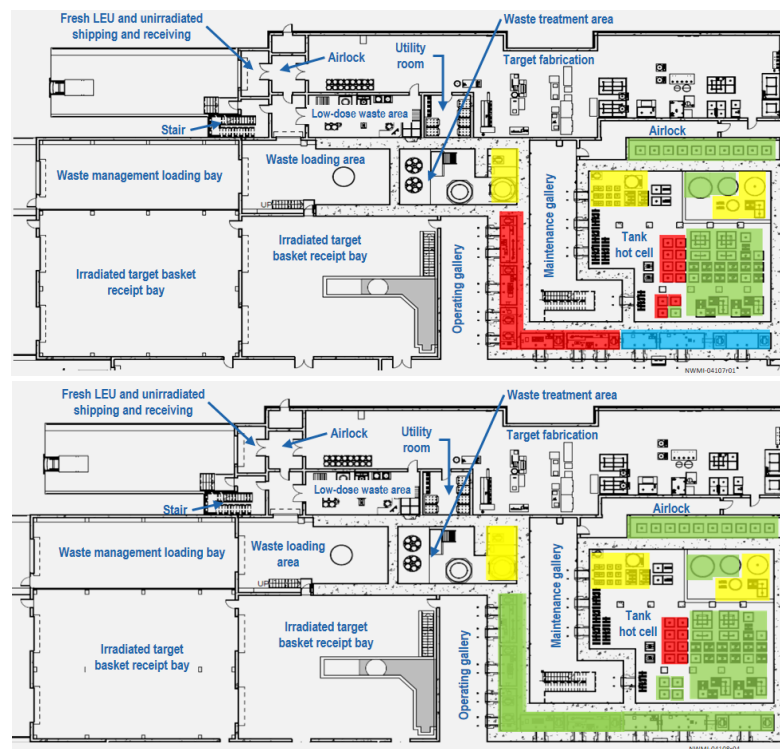 Fresh LEU and unirradiated
shipping and receiving
Waste treatment area
Airlock
Utility
room
Target fabrication
Low-dose waste area
Stair
Airlock
Waste loading area
Waste management loading bay
UP
Irradiated target
basket receipt bay
Irradiated target basket
receipt bay
Operating gallery
Maintenance gallery
Tank
hot cell
NWMI-04107r01
Fresh LEU and unirradiated
shipping and receiving
Waste treatment area
Airlock
Utility
room
Target fabrication
Low-dose waste area
Stair
Airlock
Waste management loading bay
Waste loading
area
UP
Irradiated target
basket receipt bay
Irradiated target
basket receipt bay
Operating gallery
Maintenance gallery
Tank
hot cell